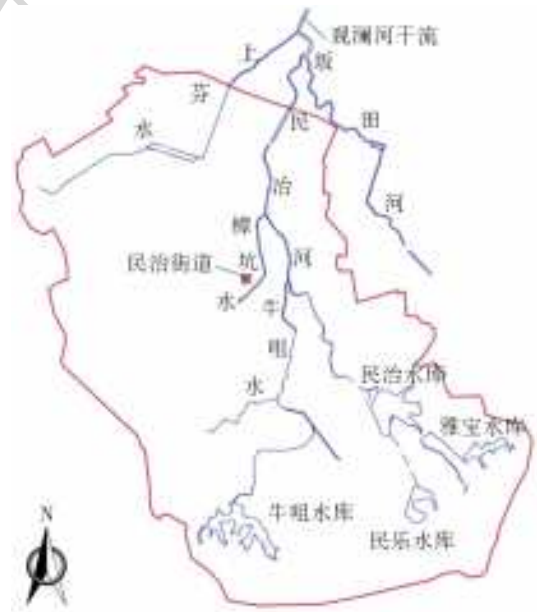 观澜河干流
上芬水
坂田河
民治河
樟坑水
民治街道
牛咀水
民治水库
雅宝水库
牛咀水库
民乐水库
N